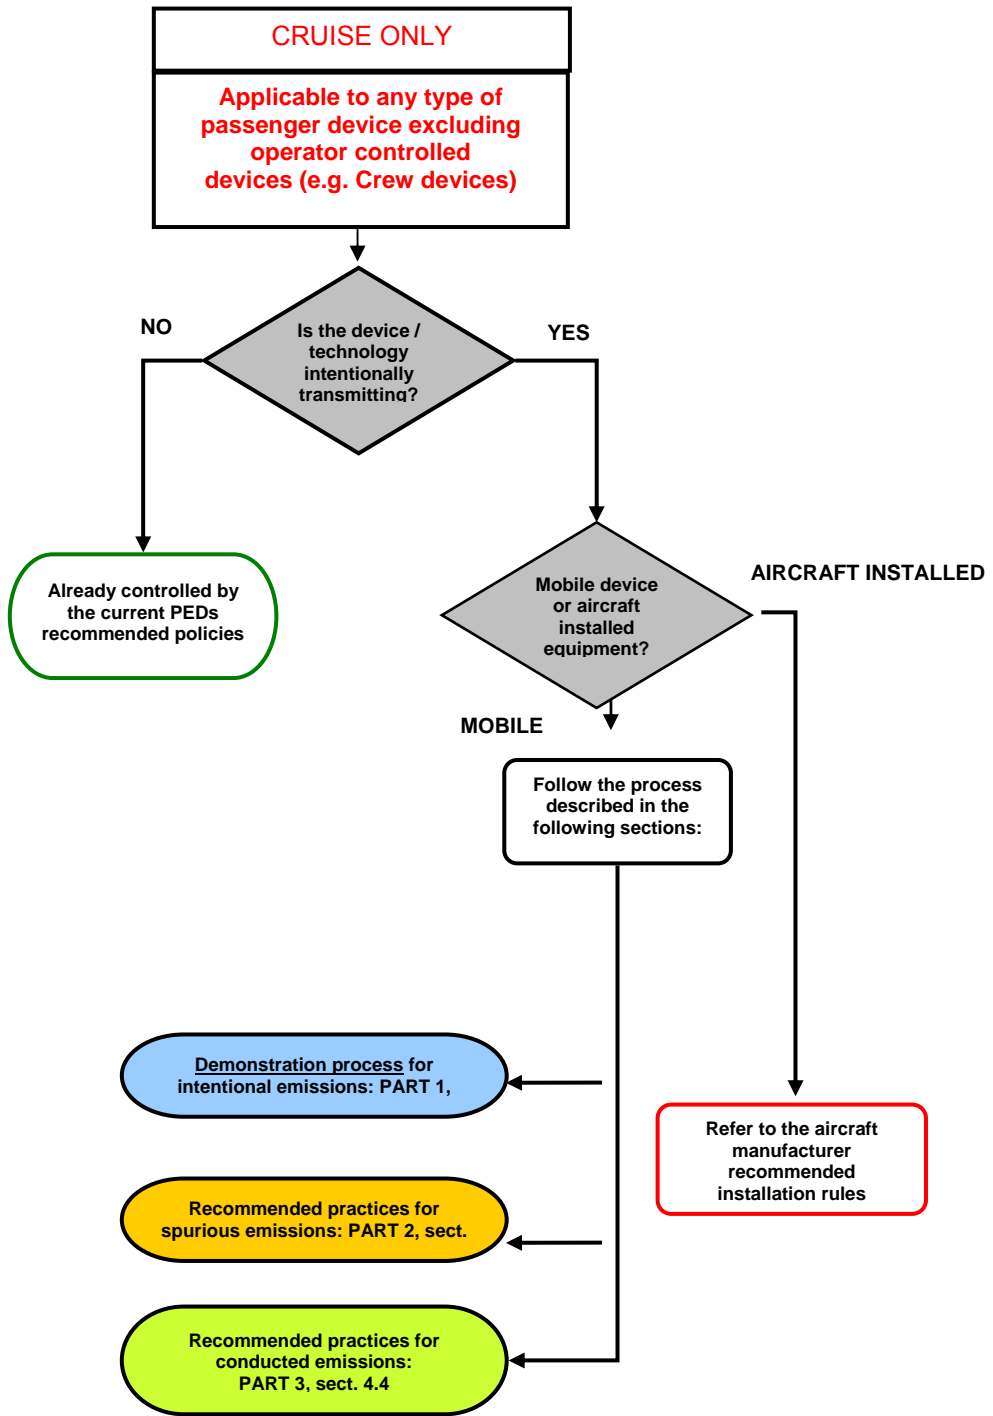 CRUISE ONLY
Applicable to any type of
passenger device excluding
operator controlled
devices (e.g. Crew devices)
NO
YES
Is the device /
technology
intentionally
transmitting?
Already controlled by
the current PEDs
recommended policies
Mobile device
or aircraft
installed
equipment?
AIRCRAFT INSTALLED
MOBILE
Follow the process
described in the
following sections:
Demonstration process for
intentional emissions: PART 1,
Refer to the aircraft
manufacturer
recommended
installation rules
Recommended practices for
spurious emissions: PART 2, sect.
Recommended practices for
conducted emissions:
PART 3, sect. 4.4